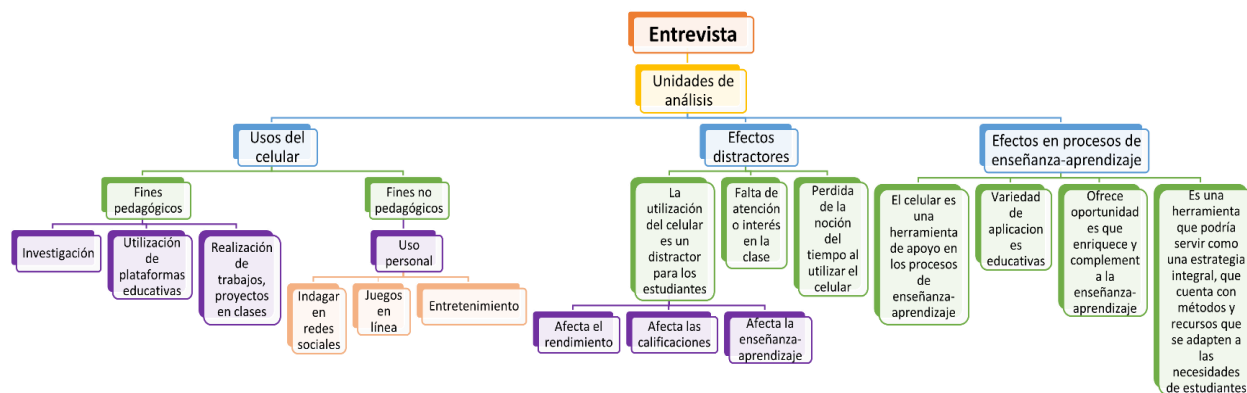 Entrevista
Unidades de
análisis
Usos del
celular
Efectos
distractores
Efectos en procesos de
enseñanza-aprendizaje
Fines
pedagógicos
Fines no
pedagógicos
La
utilización
del celular es
un
distractor
para los
estudiantes
Falta de
atención
o interés
en la
clase
Perdida
de la
noción
del
tiempo al
utilizar el
celular
El celular es
una
herramienta
de apoyo en
los procesos
de
enseñanza-
aprendizaje
Variedad
de
aplicacion
es
educativas
Ofrece
oportunidad
es que
enriquece y
complement
a la
enseñanza-
aprendizaje
Es una
herramienta
que podría
servir como
una estrategia
integral, que
cuenta con
métodos y
recursos que
se adapten a
las
necesidades
de estudiantes
Investigación
Utilización
de
plataformas
educativas
Realización
de
trabajos,
proyectos
en clases
Uso
personal
Indagar
en
redes
sociales
Juegos
en
línea
Entretenimiento
Afecta el
rendimiento
Afecta las
calificaciones
Afecta la
enseñanza-
aprendizaje